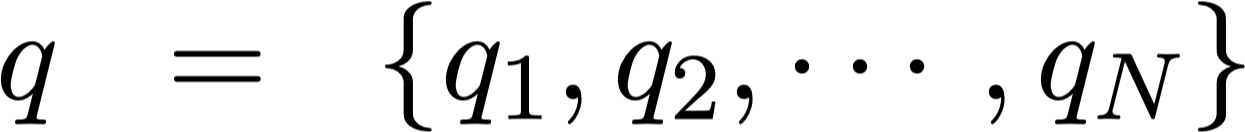 q = {q₁, q₂, ⋯ , q_N}